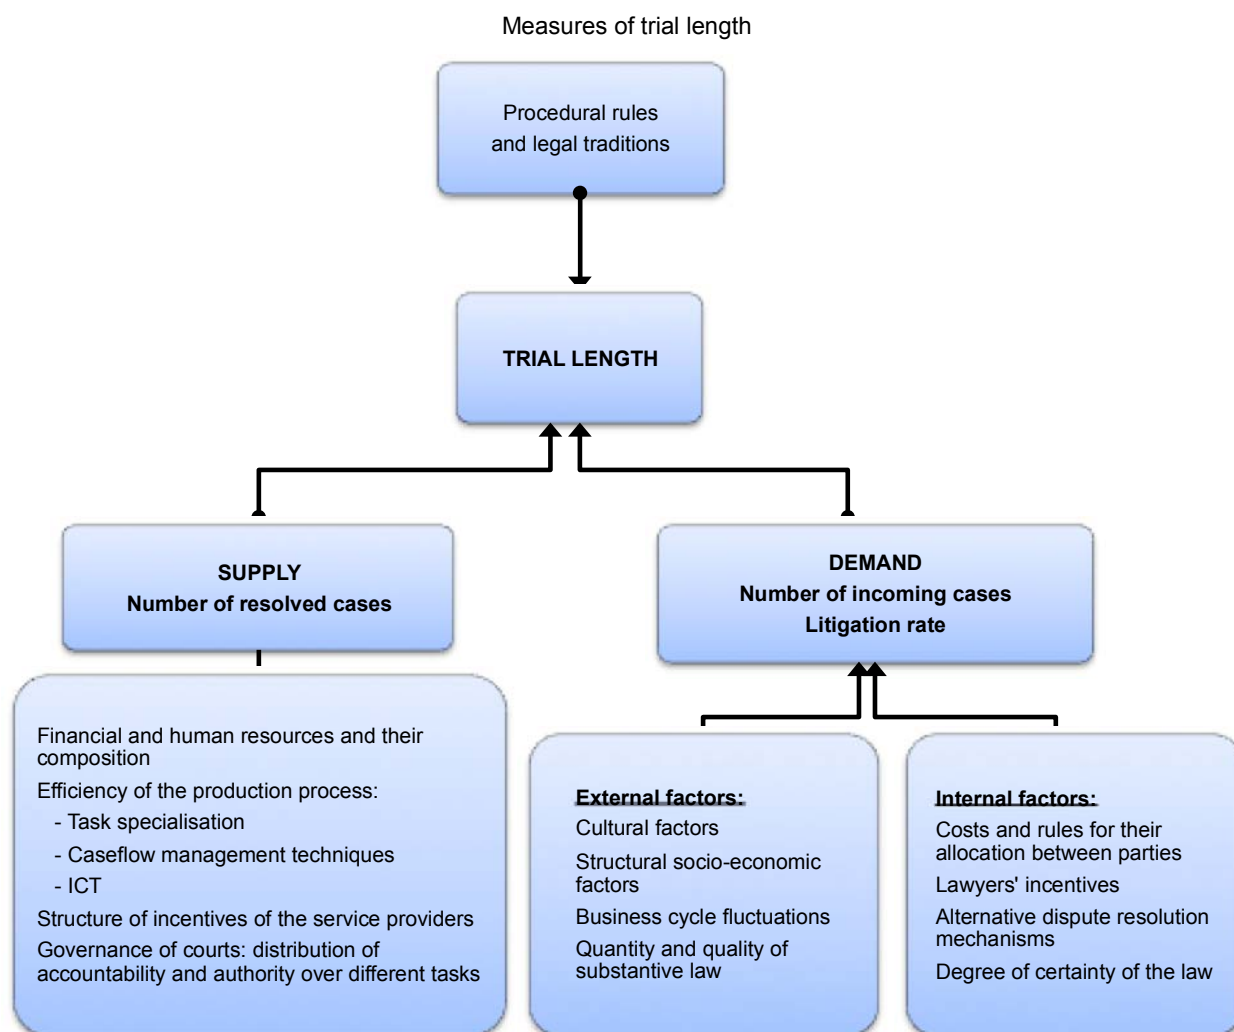 Measures of trial length
Procedural rules
and legal traditions
TRIAL LENGTH
SUPPLY
Number of resolved cases
DEMAND
Number of incoming cases
Litigation rate
Financial and human resources and their
composition
Efficiency of the production process:
- Task specialisation
- Caseflow management techniques
- ICT
Structure of incentives of the service providers
Governance of courts: distribution of
accountability and authority over different tasks
External factors:
Cultural factors
Structural socio-economic
factors
Business cycle fluctuations
Quantity and quality of
substantive law
Internal factors:
Costs and rules for their
allocation between parties
Lawyers' incentives
Alternative dispute resolution
mechanisms
Degree of certainty of the law